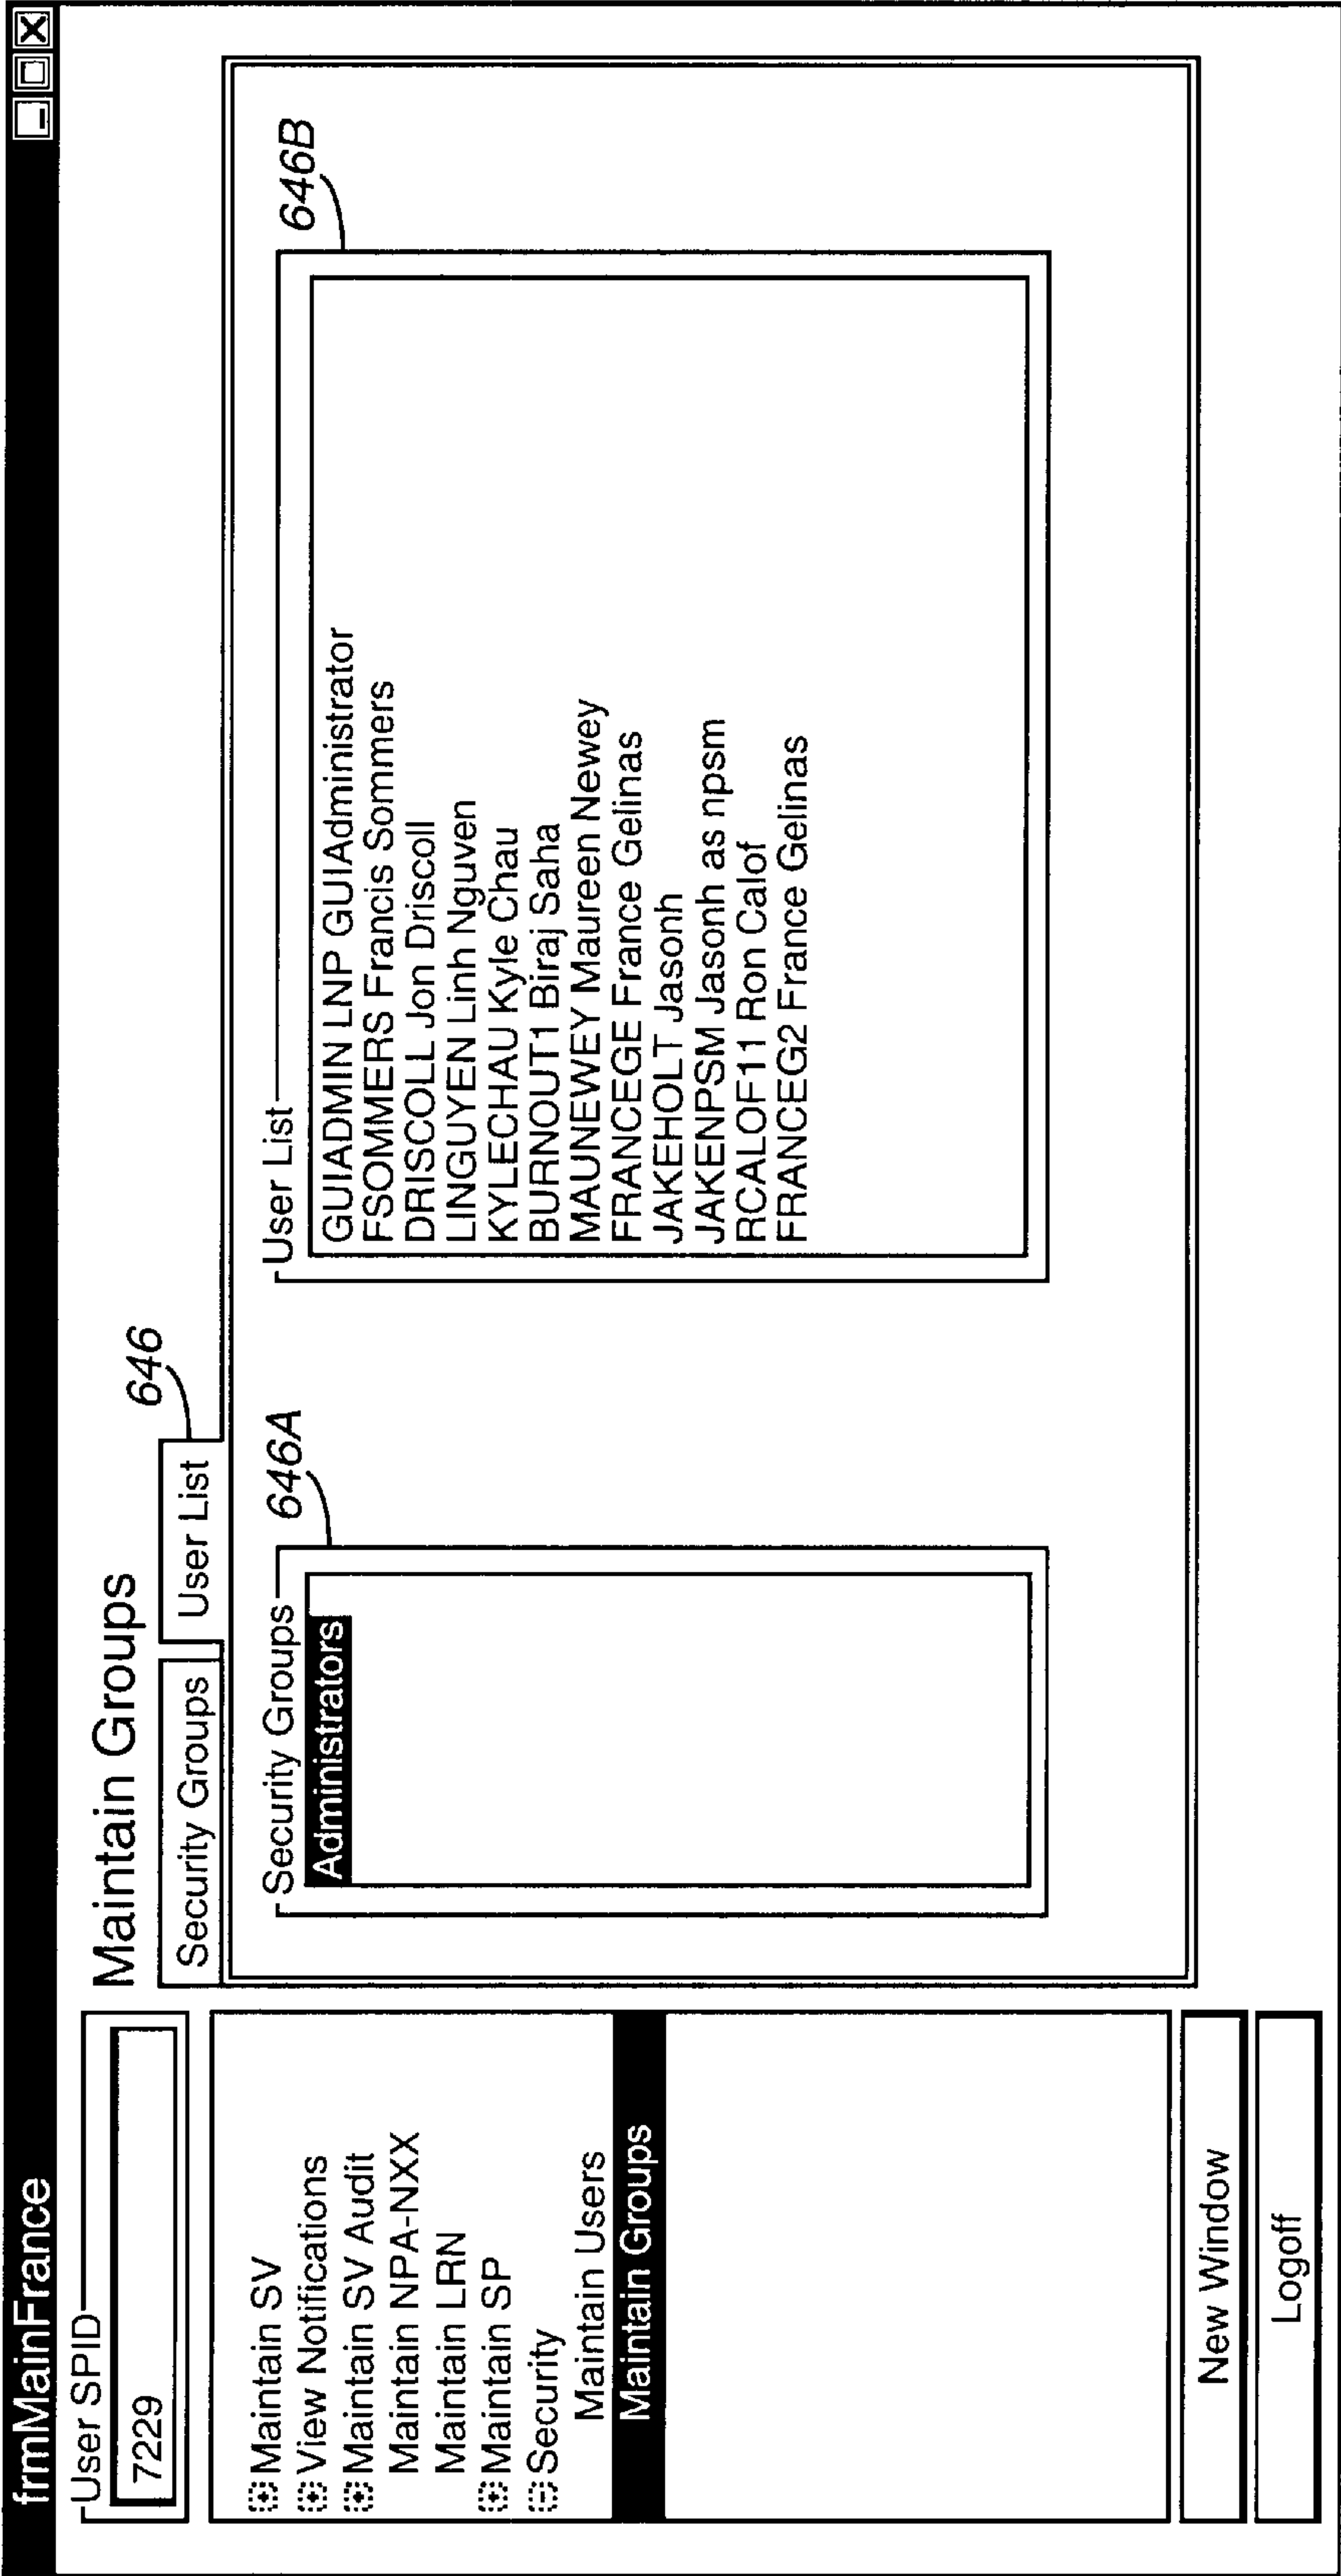 frmMainFrance
User SPID
7229
Maintain SV
View Notifications
Maintain SV Audit
Maintain NPA-NXX
Maintain LRN
Maintain SP
Security
Maintain Users
Maintain Groups
New Window
Logoff
Maintain Groups
Security Groups
User List
646
Security Groups
646A
Administrators
User List
646B
GUIADMIN LNP GUIAdministrator
FSOMMERS Francis Sommers
DRISCOLL Jon Driscoll
LINGUYEN Linh Nguven
KYLECHAU Kyle Chau
BURNOUT1 Biraj Saha
MAUNEWEY Maureen Newey
FRANCEGE France Gelinas
JAKEHOLT Jasonh
JAKENPSM Jasonh as npsm
RCALOF11 Ron Calof
FRANCEG2 France Gelinas